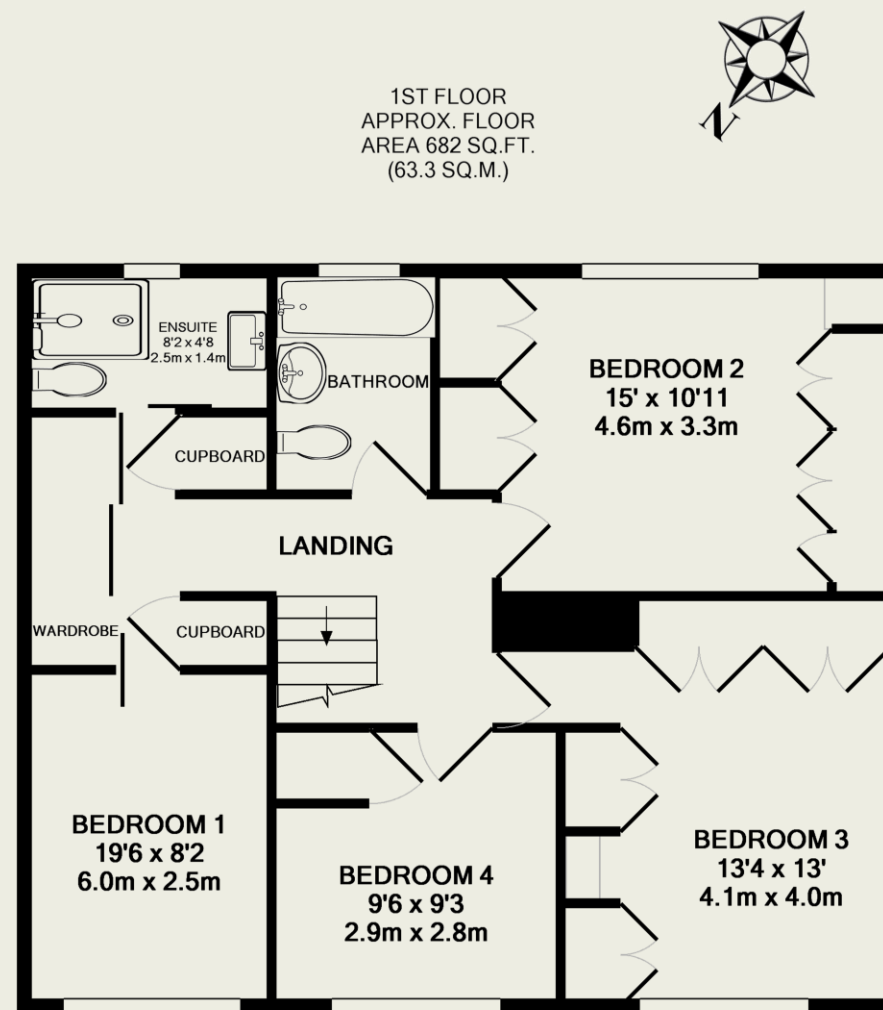 1ST FLOOR
APPROX. FLOOR
AREA 682 SQ.FT.
(63.3 SQ.M.)
N
ENSUITE
8'2 x 4'8
2.5m x 1.4m
BATHROOM
BEDROOM 2
15' x 10'11
4.6m x 3.3m
CUPBOARD
LANDING
WARDROBE
CUPBOARD
BEDROOM 1
19'6 x 8'2
6.0m x 2.5m
BEDROOM 4
9'6 x 9'3
2.9m x 2.8m
BEDROOM 3
13'4 x 13'
4.1m x 4.0m